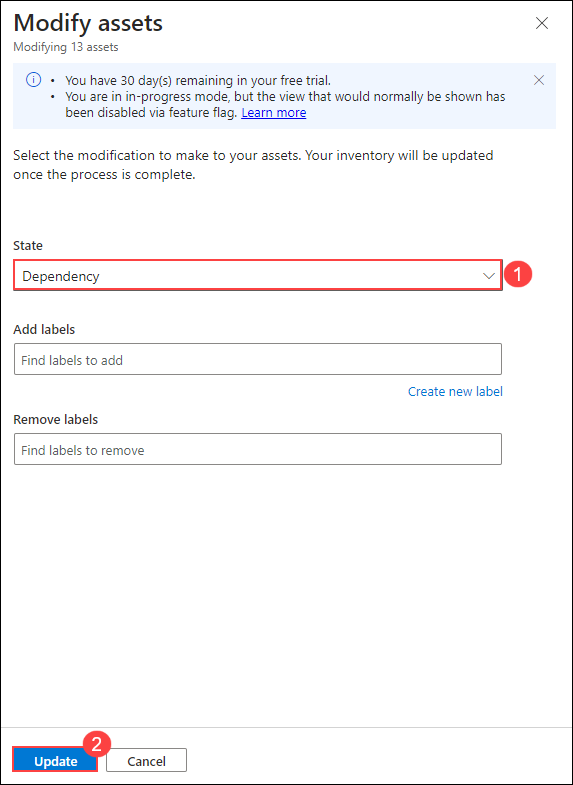 Modify assets
Modifying 13 assets
• You have 30 day(s) remaining in your free trial.
• You are in in-progress mode, but the view that would normally be shown has
been disabled via feature flag. Learn more
Select the modification to make to your assets. Your inventory will be updated
once the process is complete.
State
Dependency
1
Add labels
Find labels to add
Create new label
Remove labels
Find labels to remove
2
Update
Cancel